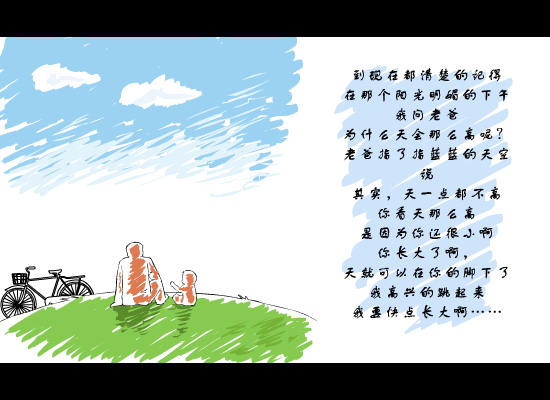 到现在都清楚的记得
在那个阳光明媚的下午
我问老爸
为什么天会那么高呢?
老爸指了指蓝蓝的天空
说
其实，天一点都不高
你看天那么高
是因为你还很小啊
你长大了啊，
天就可以在你的脚下了
我高兴的跳起来
我要快点长大啊……